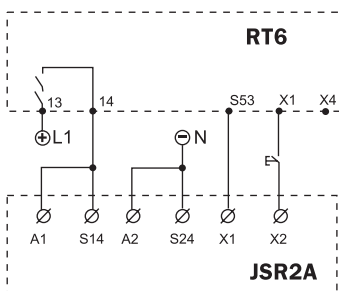 RT6
13 14 S53 X1 X4
L1 N
A1 S14 A2 S24 X1 X2
JSR2A